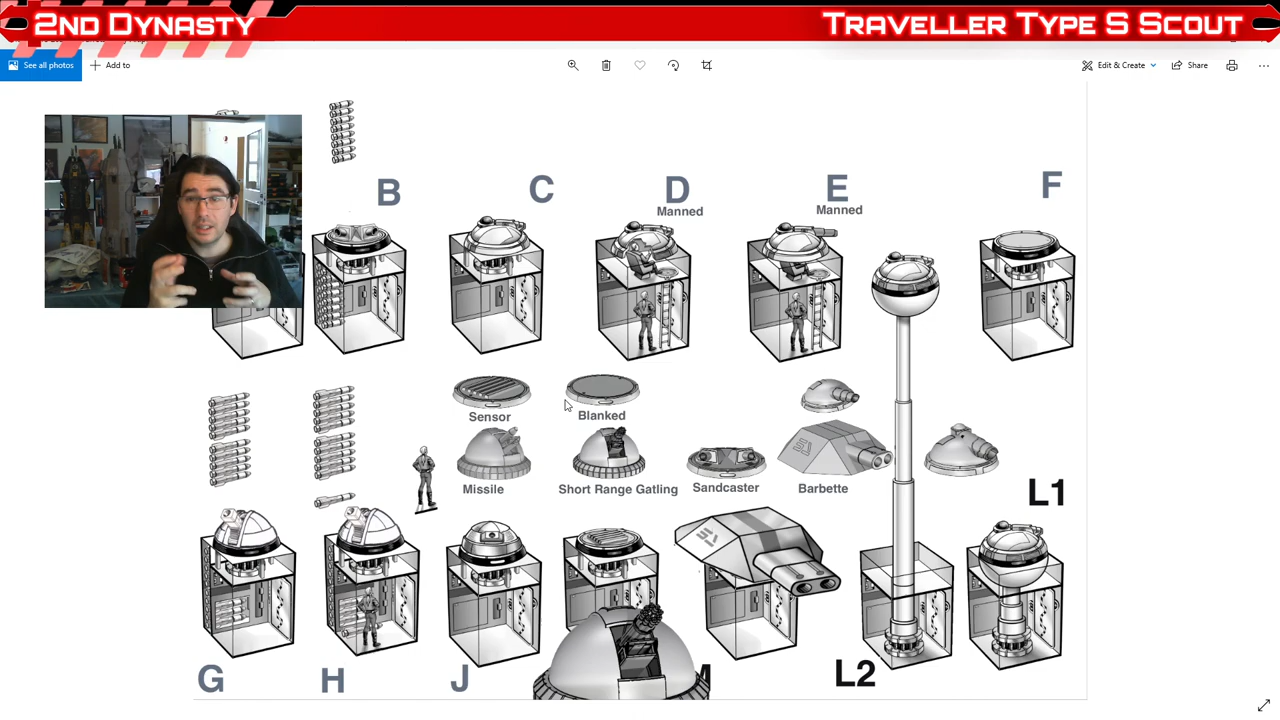 2ND DYNASTY
TRAVELLER TYPE S SCOUT
See all photos
Add to
Edit & Create
Share
B
C
D
E
F
Manned
Manned
Sensor
Blanked
Missile
Short Range Gatling
Sandcaster
Barbette
L1
G
H
J
L2